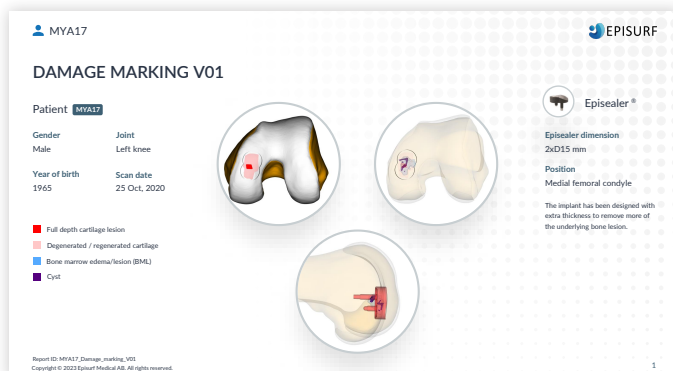 MYA17
EPISURF
DAMAGE MARKING V01
Patient MYA17
Gender
Male
Joint
Left knee
Year of birth
1965
Scan date
25 Oct, 2020
Full depth cartilage lesion
Degenerated / regenerated cartilage
Bone marrow edema/lesion (BML)
Cyst
Episealer ®
Episealer dimension
2xD15 mm
Position
Medial femoral condyle
The implant has been designed with
extra thickness to remove more of
the underlying bone lesion.
Report ID: MYA17_Damage_marking_V01
Copyright © 2023 Episurf Medical AB. All rights reserved.
1